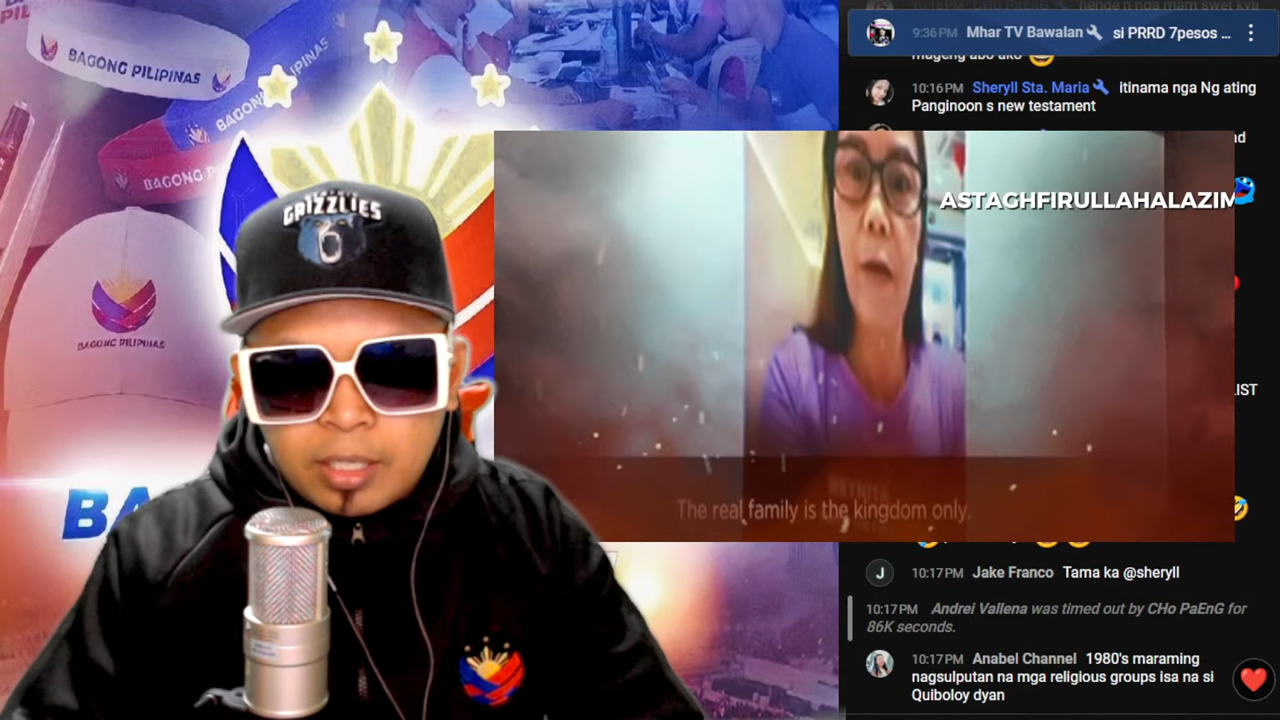 BAGONG PILIPINAS
BAGONG
BAGONG P
BAGONG PILIPINAS
BA
GRIZZLIES
9:36 PM Mhar TV Bawalan si PRRD 7pesos ...
mageng abo ako
10:16 PM Sheryll Sta. Maria itinama nga Ng ating
Panginoon s new testament
ASTAGHFIRULLAHALAZIM
The real family is the kingdom only.
10:17 PM Jake Franco Tama ka @sheryll
10:17 PM Andrei Vallena was timed out by CHo PaEnG for
86K seconds.
10:17 PM Anabel Channel 1980's maraming
nagsulputan na mga religious groups isa na si
Quiboloy dyan